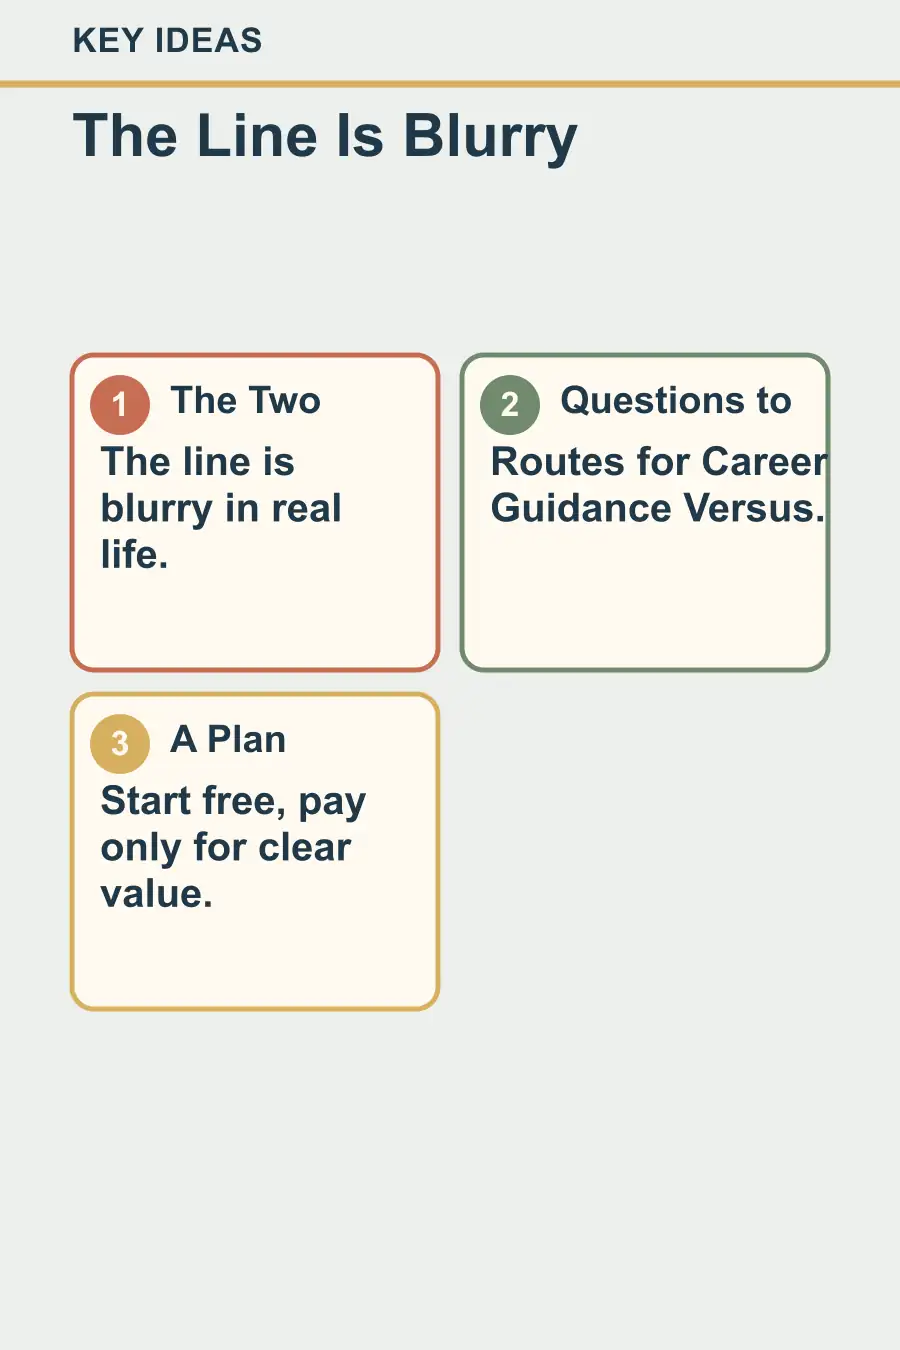 KEY IDEAS
The Line Is Blurry
1
The Two
The line is
blurry in real
life.
2
Questions to
Routes for Career
Guidance Versus.
3
A Plan
Start free, pay
only for clear
value.